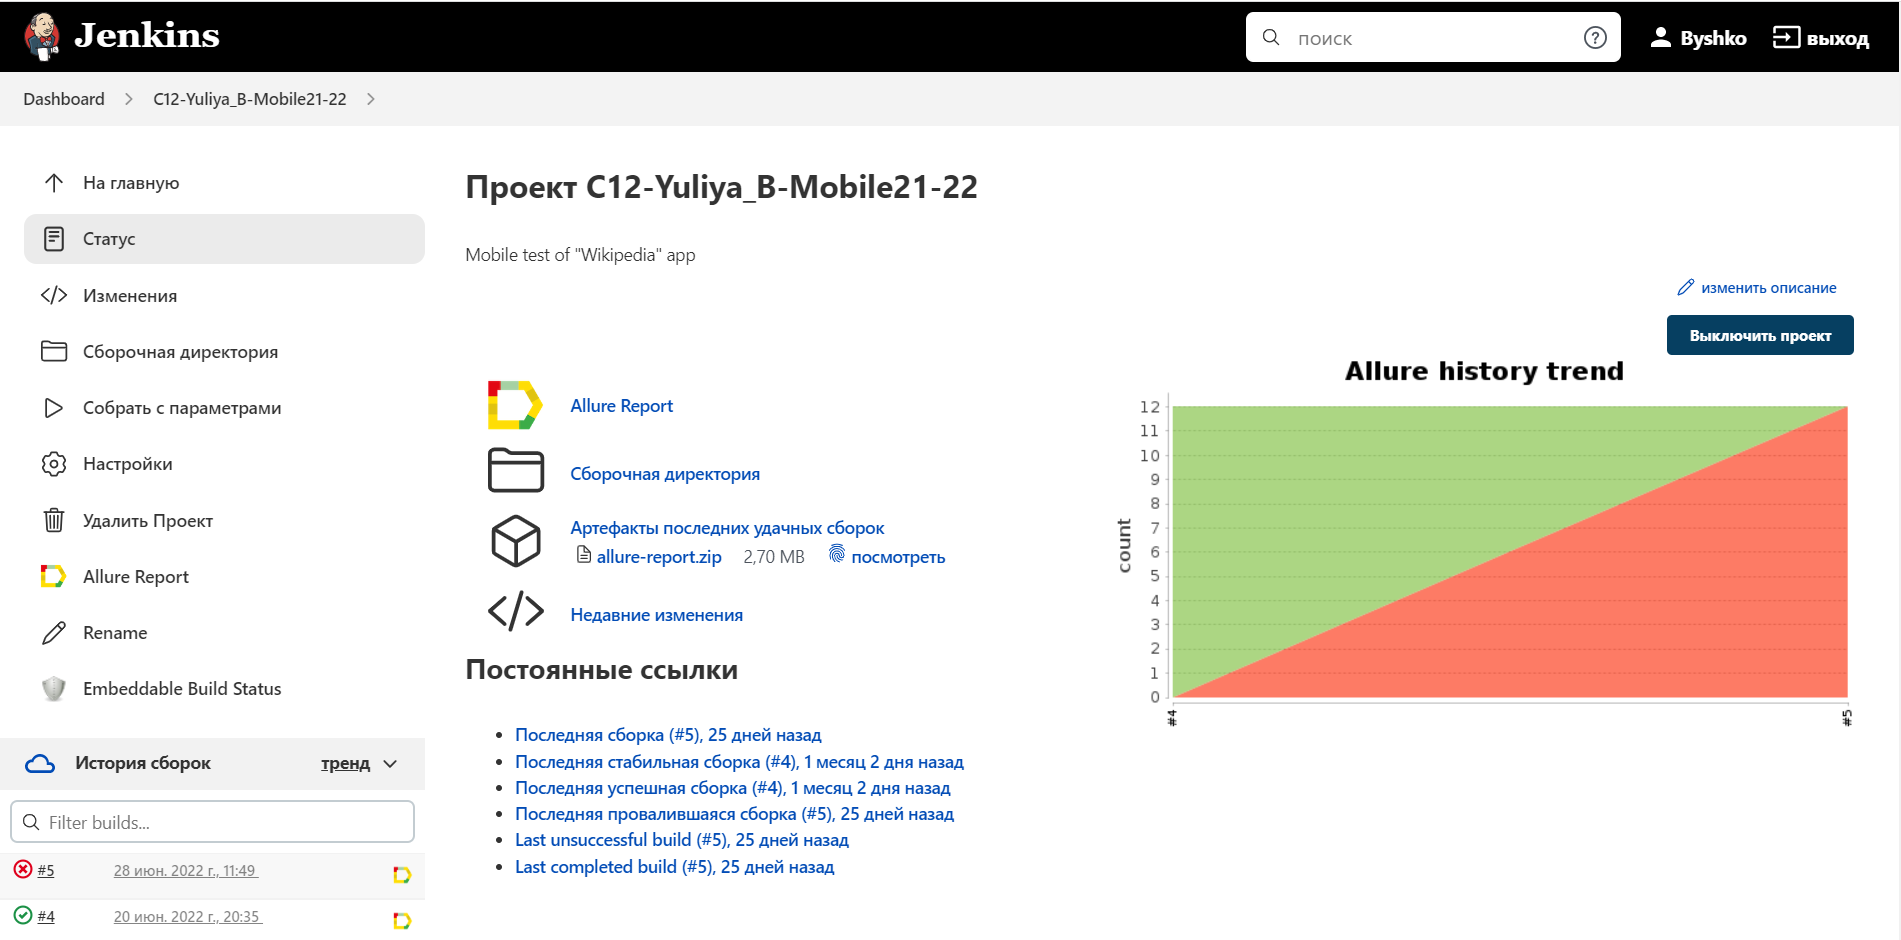 Jenkins
поиск
Byshko
выход
Dashboard
C12-Yuliya_B-Mobile21-22
На главную
Статус
Изменения
Сборочная директория
Собрать с параметрами
Настройки
Удалить Проект
Allure Report
Rename
Embeddable Build Status
История сборок
тренд
Filter builds...
#5 28 июн. 2022 г., 11:49
#4 20 июн. 2022 г., 20:35
Проект C12-Yuliya_B-Mobile21-22
Mobile test of "Wikipedia" app
изменить описание
Выключить проект
Allure Report
Сборочная директория
Артефакты последних удачных сборок
allure-report.zip 2,70 MB посмотреть
Недавние изменения
Постоянные ссылки
Последняя сборка (#5), 25 дней назад
Последняя стабильная сборка (#4), 1 месяц 2 дня назад
Последняя успешная сборка (#4), 1 месяц 2 дня назад
Последняя провалившаяся сборка (#5), 25 дней назад
Last unsuccessful build (#5), 25 дней назад
Last completed build (#5), 25 дней назад
Allure history trend
12
11
10
9
8
7
6
5
4
3
2
1
0
count
#4
#5